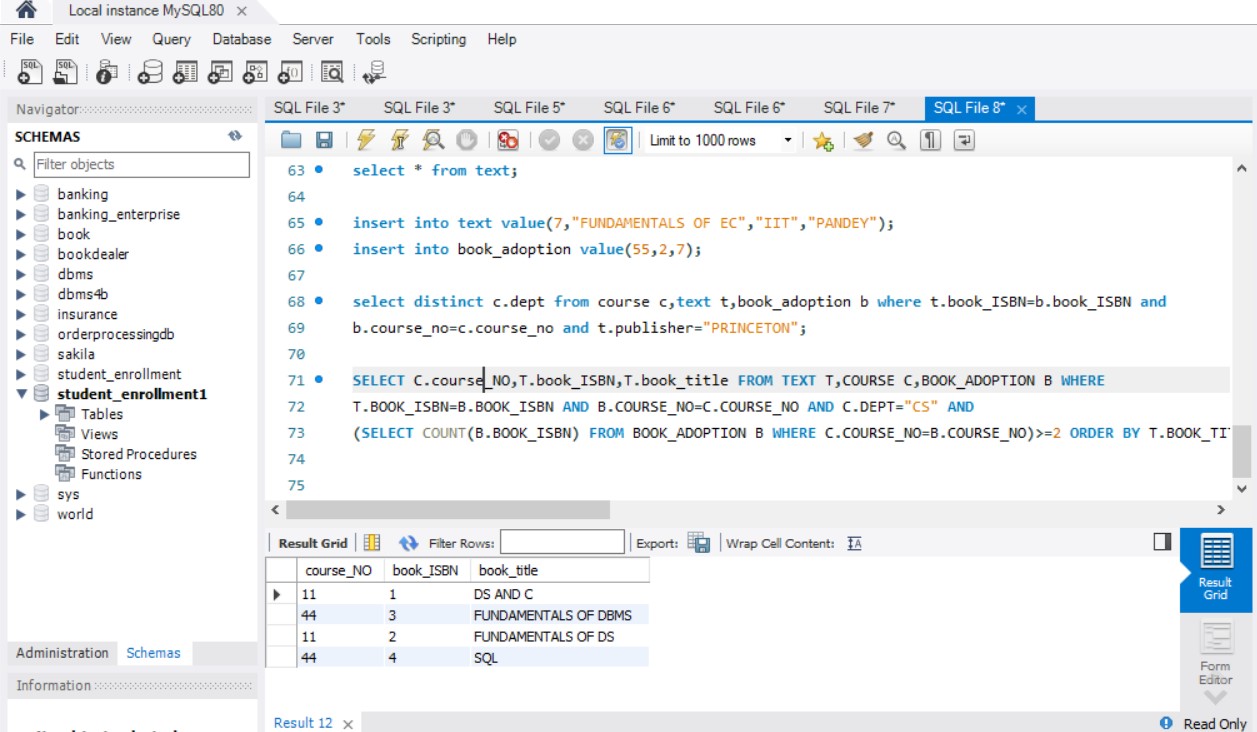 Local instance MySQL80 ×
File Edit View Query Database Server Tools Scripting Help
Navigator
SCHEMAS
Filter objects
banking
banking_enterprise
book
bookdealer
dbms
dbms4b
insurance
orderprocessingdb
sakila
student_enrollment
student_enrollment1
Tables
Views
Stored Procedures
Functions
sys
world
Administration Schemas
Information
SQL File 3* SQL File 3* SQL File 5* SQL File 6* SQL File 6* SQL File 7* SQL File 8* ×
Limit to 1000 rows
63 select * from text;
64
65 insert into text value(7,"FUNDAMENTALS OF EC","IIT","PANDEY");
66 insert into book_adoption value(55,2,7);
67
68 select distinct c.dept from course c,text t,book_adoption b where t.book_ISBN=b.book_ISBN and
69 b.course_no=c.course_no and t.publisher="PRINCETON";
70
71 SELECT C.course_NO,T.book_ISBN,T.book_title FROM TEXT T,COURSE C,BOOK_ADOPTION B WHERE
72 T.BOOK_ISBN=B.BOOK_ISBN AND B.COURSE_NO=C.COURSE_NO AND C.DEPT="CS" AND
73 (SELECT COUNT(B.BOOK_ISBN) FROM BOOK_ADOPTION B WHERE C.COURSE_NO=B.COURSE_NO)>=2 ORDER BY T.BOOK_TI
74
75
Result Grid Filter Rows: Export: Wrap Cell Content:
course_NO book_ISBN book_title
11 1 DS AND C
44 3 FUNDAMENTALS OF DBMS
11 2 FUNDAMENTALS OF DS
44 4 SQL
Result Grid
Form Editor
Result 12 ×
Read Only